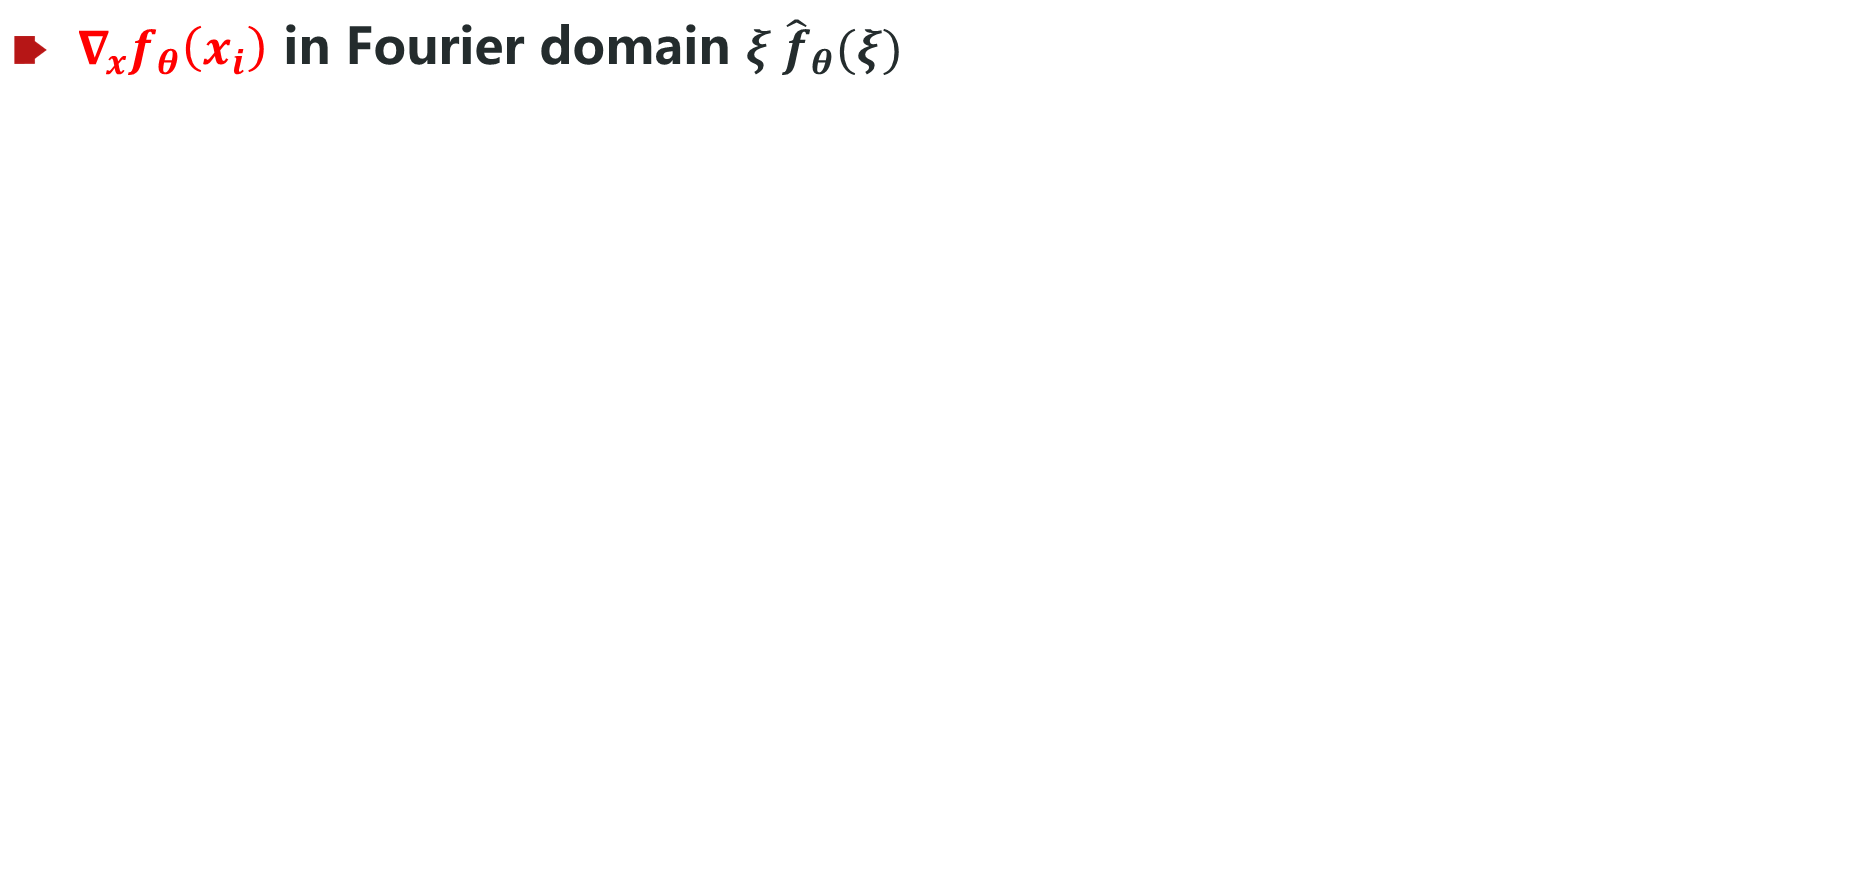 ∇ₓf_θ(x_i) in Fourier domain ξ f̂_θ(ξ)